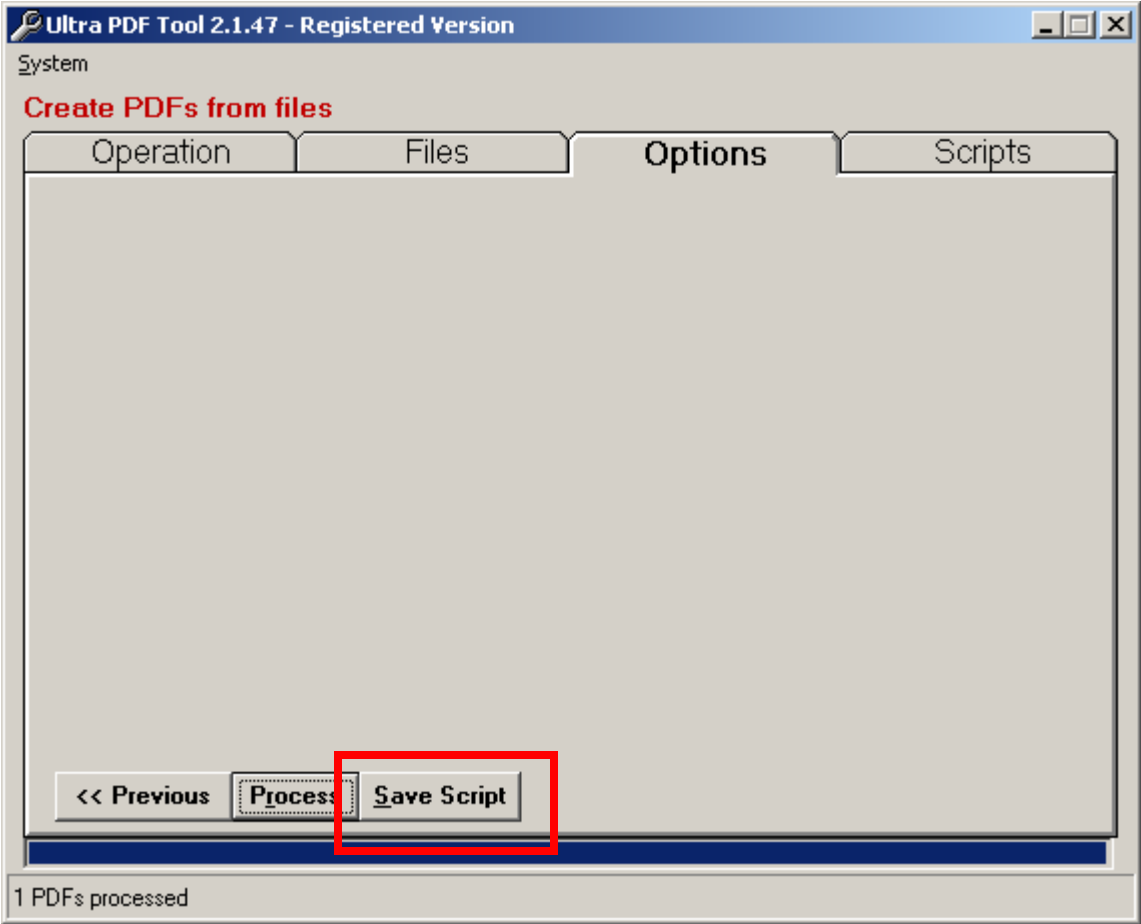 Ultra PDF Tool 2.1.47 - Registered Version
System
Create PDFs from files
Operation Files Options Scripts
<< Previous Process Save Script
1 PDFs processed